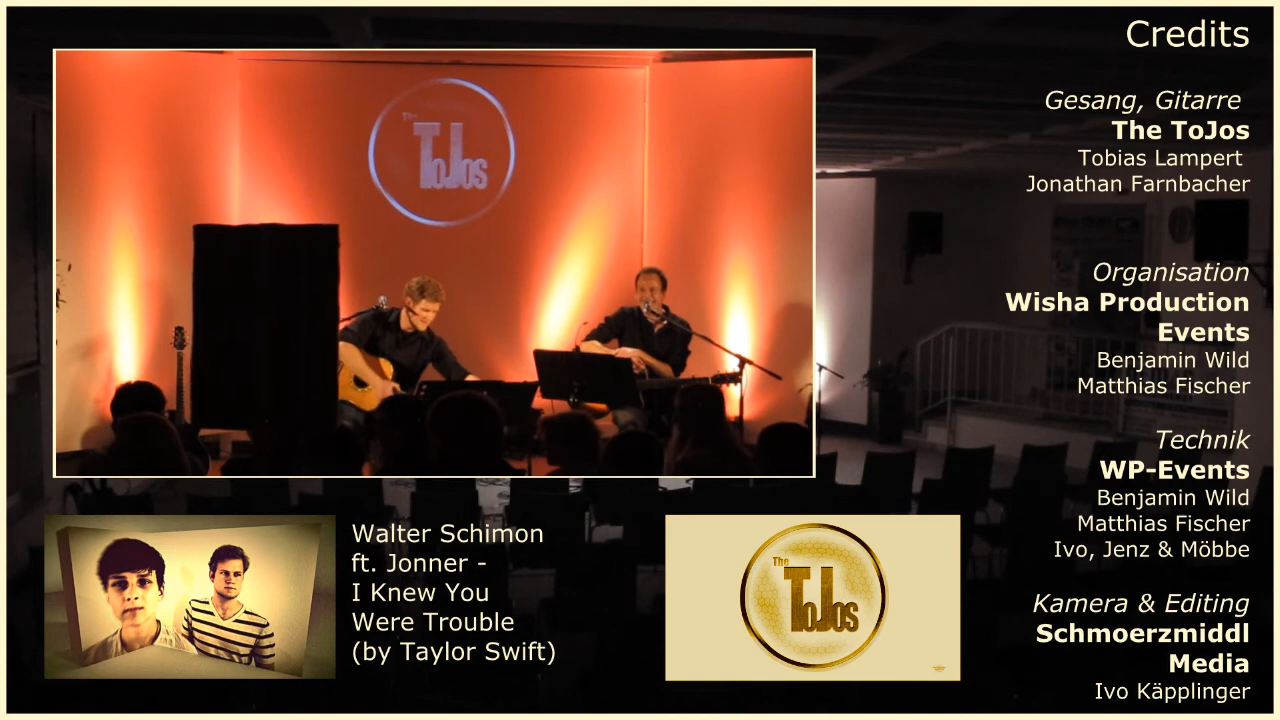 Credits
Gesang, Gitarre
The ToJos
Tobias Lampert
Jonathan Farnbacher
Organisation
Wisha Production
Events
Benjamin Wild
Matthias Fischer
Technik
WP-Events
Benjamin Wild
Matthias Fischer
Ivo, Jenz & Möbbe
Kamera & Editing
Schmoerzmiddl
Media
Ivo Käpplinger
The
ToJos
Walter Schimon
ft. Jonner -
I Knew You
Were Trouble
(by Taylor Swift)
The
ToJos